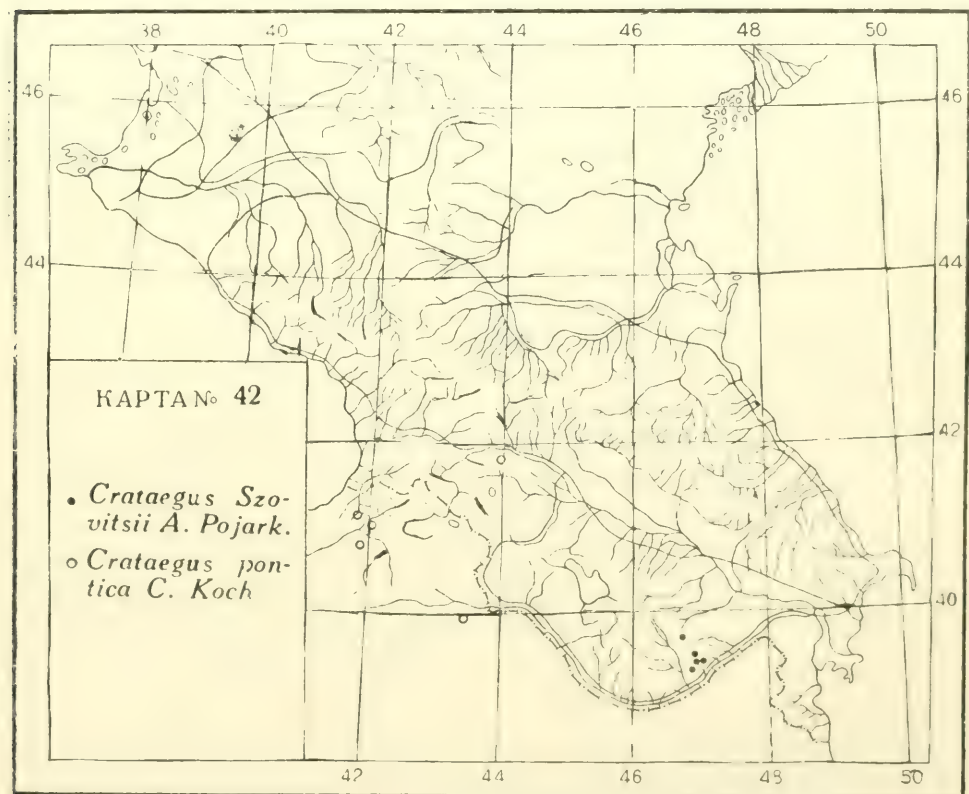 38 40 42 44 46 48 50
46 46
44 44
КАРТА № 42
42
• Crataegus Szo-
vitsii A. Pojark.
○ Crataegus pon-
tica C. Koch
40
42 44 46 48 50